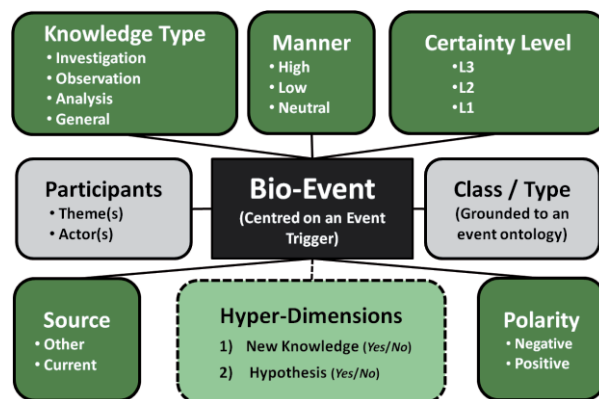 Knowledge Type
• Investigation
• Observation
• Analysis
• General
Manner
• High
• Low
• Neutral
Certainty Level
• L3
• L2
• L1
Participants
• Theme(s)
• Actor(s)
Bio-Event
(Centred on an Event
Trigger)
Class / Type
(Grounded to an
event ontology)
Source
• Other
• Current
Hyper-Dimensions
1) New Knowledge (Yes/No)
2) Hypothesis (Yes/No)
Polarity
• Negative
• Positive